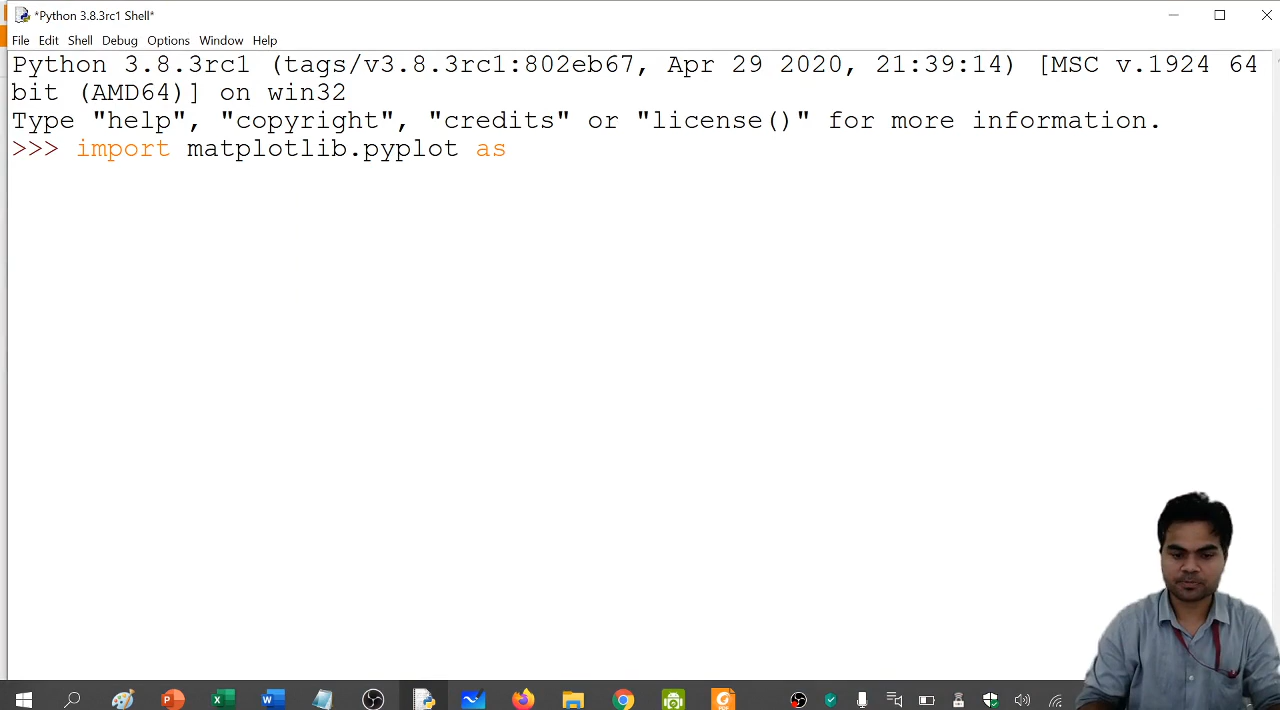 *Python 3.8.3rc1 Shell*
File Edit Shell Debug Options Window Help
Python 3.8.3rc1 (tags/v3.8.3rc1:802eb67, Apr 29 2020, 21:39:14) [MSC v.1924 64
bit (AMD64)] on win32
Type "help", "copyright", "credits" or "license()" for more information.
>>> import matplotlib.pyplot as